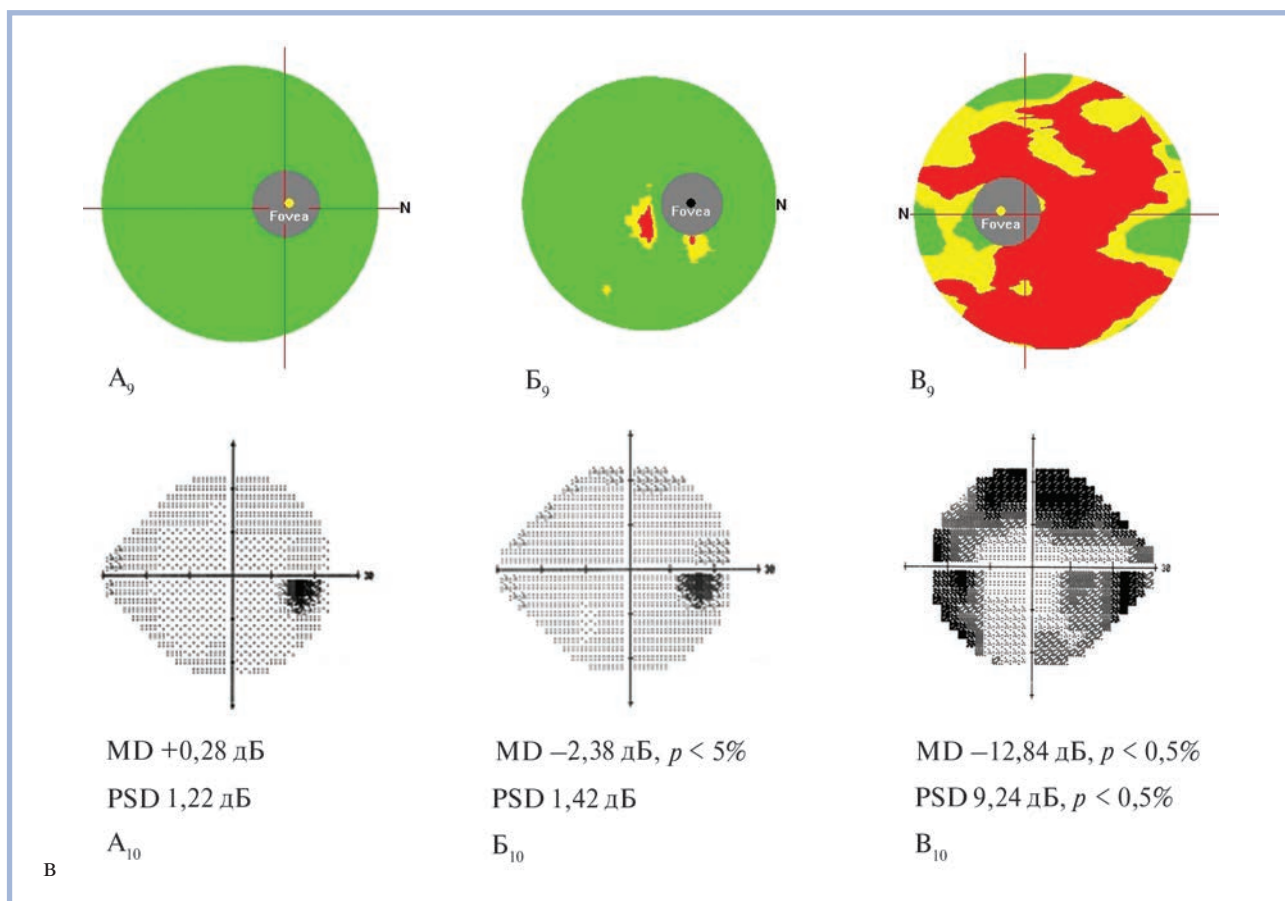 Fovea N
Fovea N
N Fovea
А₉ Б₉ В₉
30 30 30
MD +0,28 дБ MD –2,38 дБ, p < 5% MD –12,84 дБ, p < 0,5%
PSD 1,22 дБ PSD 1,42 дБ PSD 9,24 дБ, p < 0,5%
А₁₀ Б₁₀ В₁₀
в